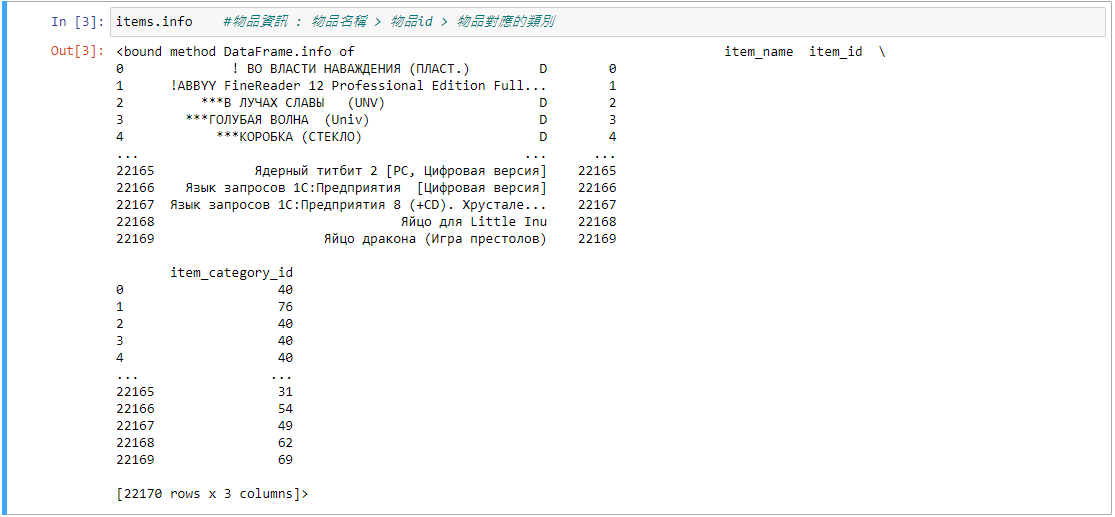 In [3]: items.info    #物品資訊 : 物品名稱 > 物品id > 物品對應的類別
Out[3]: <bound method DataFrame.info of                                                item_name  item_id  \
0              ! ВО ВЛАСТИ НАВАЖДЕНИЯ (ПЛАСТ.)         D        0
1      !ABBYY FineReader 12 Professional Edition Full...        1
2          ***В ЛУЧАХ СЛАВЫ   (UNV)                    D        2
3        ***ГОЛУБАЯ ВОЛНА  (Univ)                      D        3
4            ***КОРОБКА (СТЕКЛО)                       D        4
...                                                  ...      ...
22165             Ядерный титбит 2 [PC, Цифровая версия]    22165
22166    Язык запросов 1С:Предприятия  [Цифровая версия]    22166
22167  Язык запросов 1С:Предприятия 8 (+CD). Хрустале...    22167
22168                                Яйцо для Little Inu    22168
22169                      Яйцо дракона (Игра престолов)    22169
       item_category_id
0                    40
1                    76
2                    40
3                    40
4                    40
...                 ...
22165                31
22166                54
22167                49
22168                62
22169                69
[22170 rows x 3 columns]>